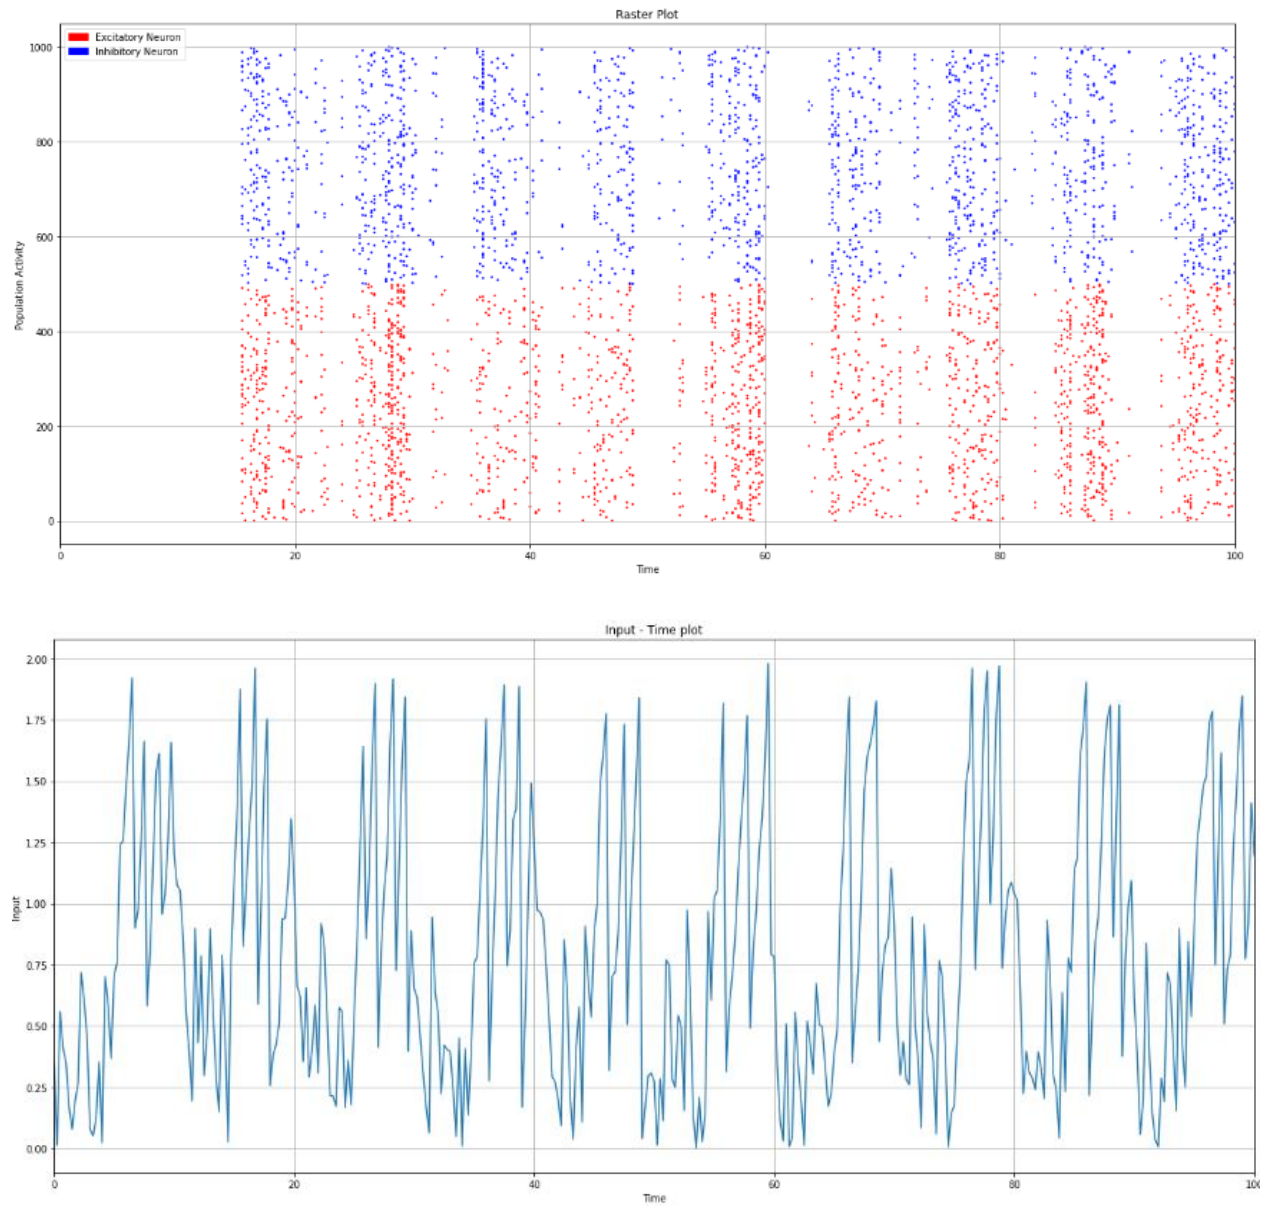 Raster Plot
Excitatory Neuron
Inhibitory Neuron
1000
800
600
400
200
0
Population Activity
0 20 40 60 80 100
Time
Input - Time plot
2.00
1.75
1.50
1.25
1.00
0.75
0.50
0.25
0.00
Input
0 20 40 60 80 100
Time